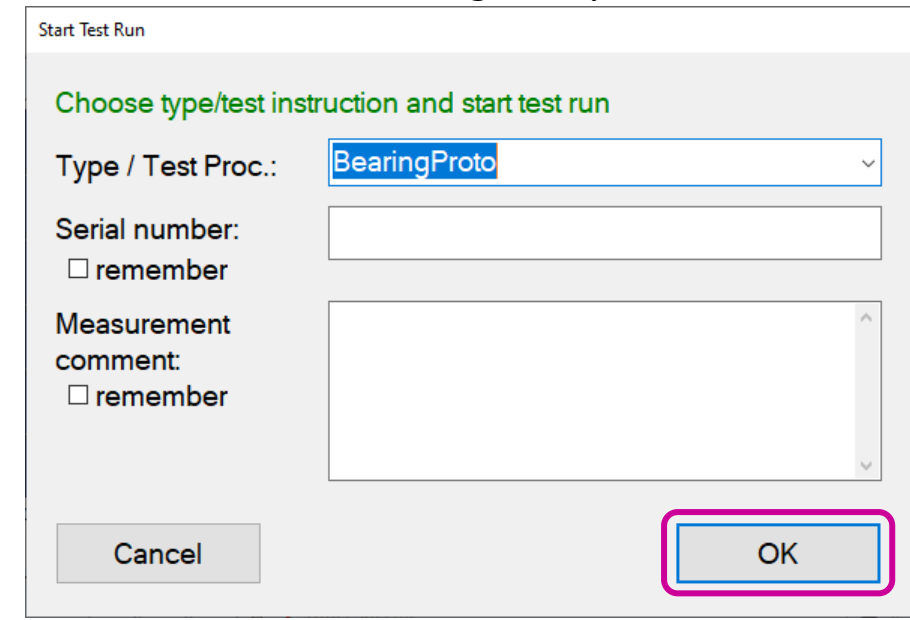 Start Test Run
Choose type/test instruction and start test run
Type / Test Proc.: BearingProto
Serial number:
remember
Measurement
comment:
remember
Cancel OK